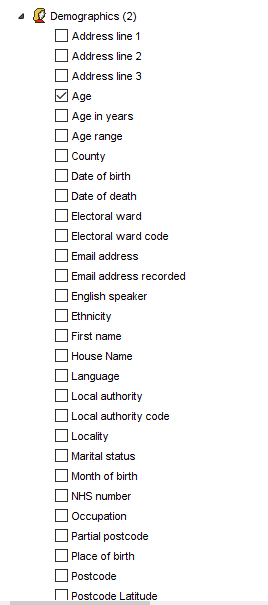 Demographics (2)
Address line 1
Address line 2
Address line 3
Age
Age in years
Age range
County
Date of birth
Date of death
Electoral ward
Electoral ward code
Email address
Email address recorded
English speaker
Ethnicity
First name
House Name
Language
Local authority
Local authority code
Locality
Marital status
Month of birth
NHS number
Occupation
Partial postcode
Place of birth
Postcode
Postcode Latitude